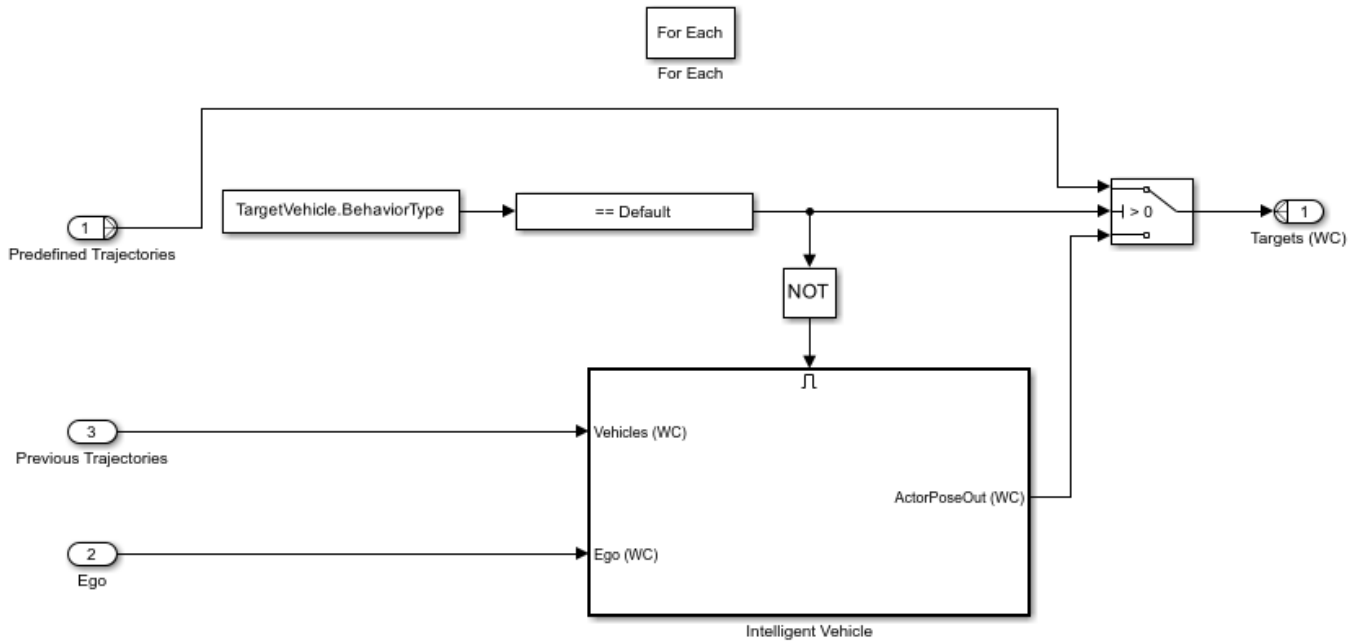 For Each
For Each
TargetVehicle.BehaviorType
== Default
> 0
1
Predefined Trajectories
1
Targets (WC)
NOT
3
Previous Trajectories
Vehicles (WC)
ActorPoseOut (WC)
2
Ego
Ego (WC)
Intelligent Vehicle